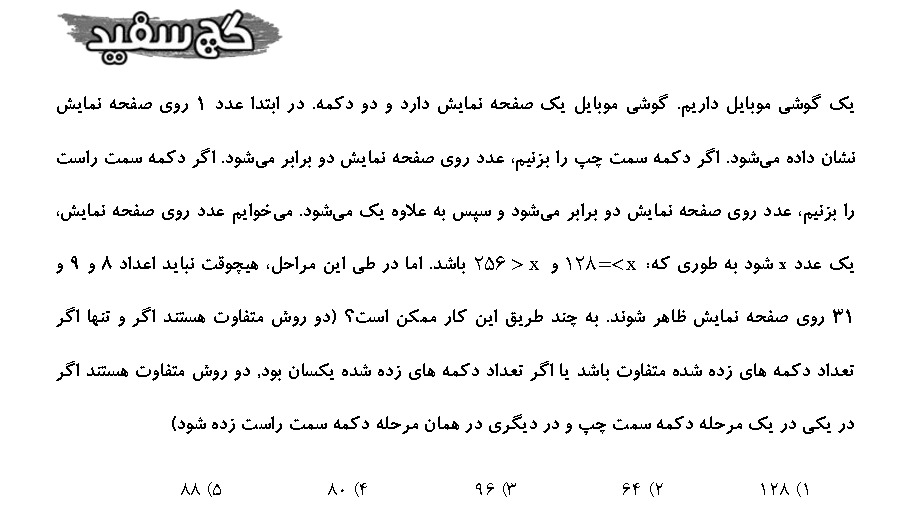 گچ سفید
یک گوشی موبایل داریم. گوشی موبایل یک صفحه نمایش دارد و دو دکمه. در ابتدا عدد ۱ روی صفحه نمایش
نشان داده می‌شود. اگر دکمه سمت چپ را بزنیم، عدد روی صفحه نمایش دو برابر می‌شود. اگر دکمه سمت راست
را بزنیم، عدد روی صفحه نمایش دو برابر می‌شود و سپس به علاوه یک می‌شود. می‌خوایم عدد روی صفحه نمایش،
یک عدد x شود به طوری که: ۱۲۸=<x و ۲۵۶ > x باشد. اما در طی این مراحل، هیچوقت نباید اعداد ۸ و ۹ و
۳۱ روی صفحه نمایش ظاهر شوند. به چند طریق این کار ممکن است؟ (دو روش متفاوت هستند اگر و تنها اگر
تعداد دکمه های زده شده متفاوت باشد یا اگر تعداد دکمه های زده شده یکسان بود, دو روش متفاوت هستند اگر
در یکی در یک مرحله دکمه سمت چپ و در دیگری در همان مرحله دکمه سمت راست زده شود)
۱) ۱۲۸ ۲) ۶۴ ۳) ۹۶ ۴) ۸۰ ۵) ۸۸